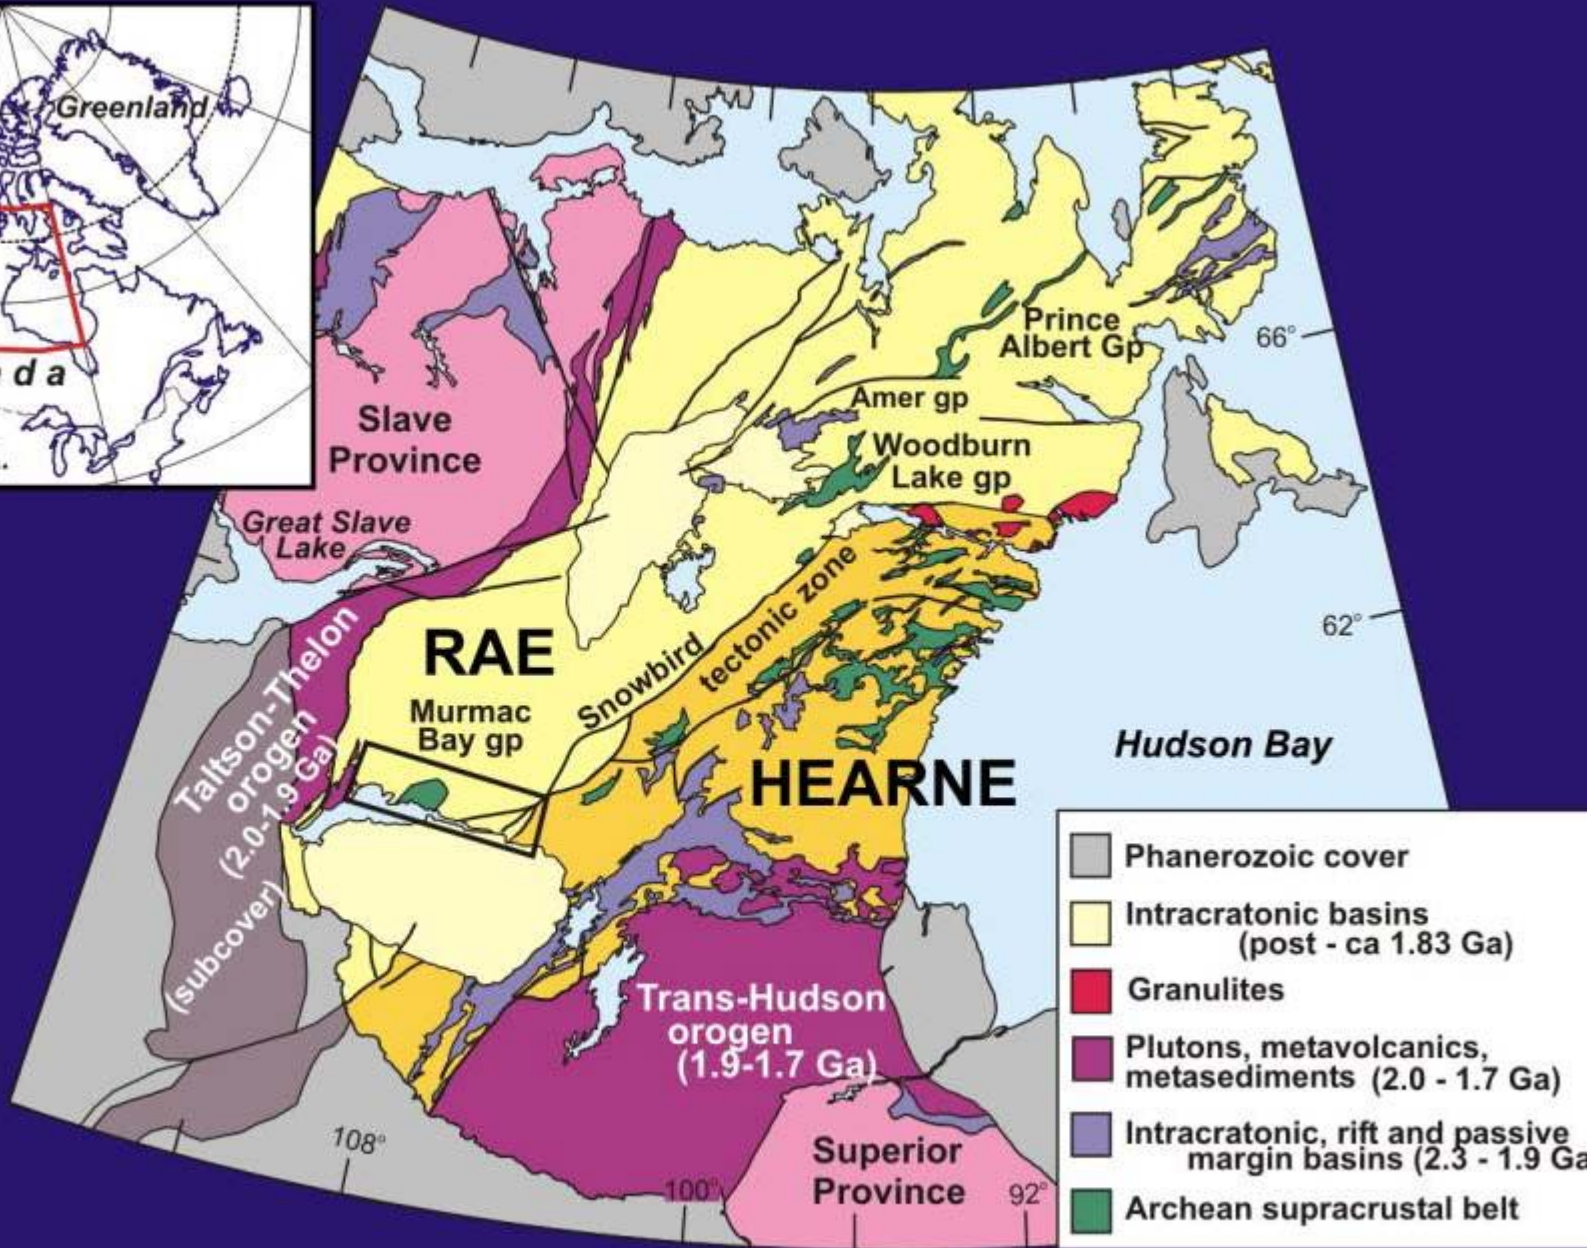 Greenland
d a
Slave
Province
Great Slave
Lake
Prince
Albert Gp
Amer gp
Woodburn
Lake gp
66°
62°
RAE
Murmac
Bay gp
Snowbird
tectonic zone
HEARNE
Hudson Bay
Taltson-Thelon
orogen
(2.0-1.9 Ga)
(subcover)
Trans-Hudson
orogen
(1.9-1.7 Ga)
Superior
Province
108°
100°
92°
Phanerozoic cover
Intracratonic basins
(post - ca 1.83 Ga)
Granulites
Plutons, metavolcanics,
metasediments (2.0 - 1.7 Ga)
Intracratonic, rift and passive
margin basins (2.3 - 1.9 Ga
Archean supracrustal belt